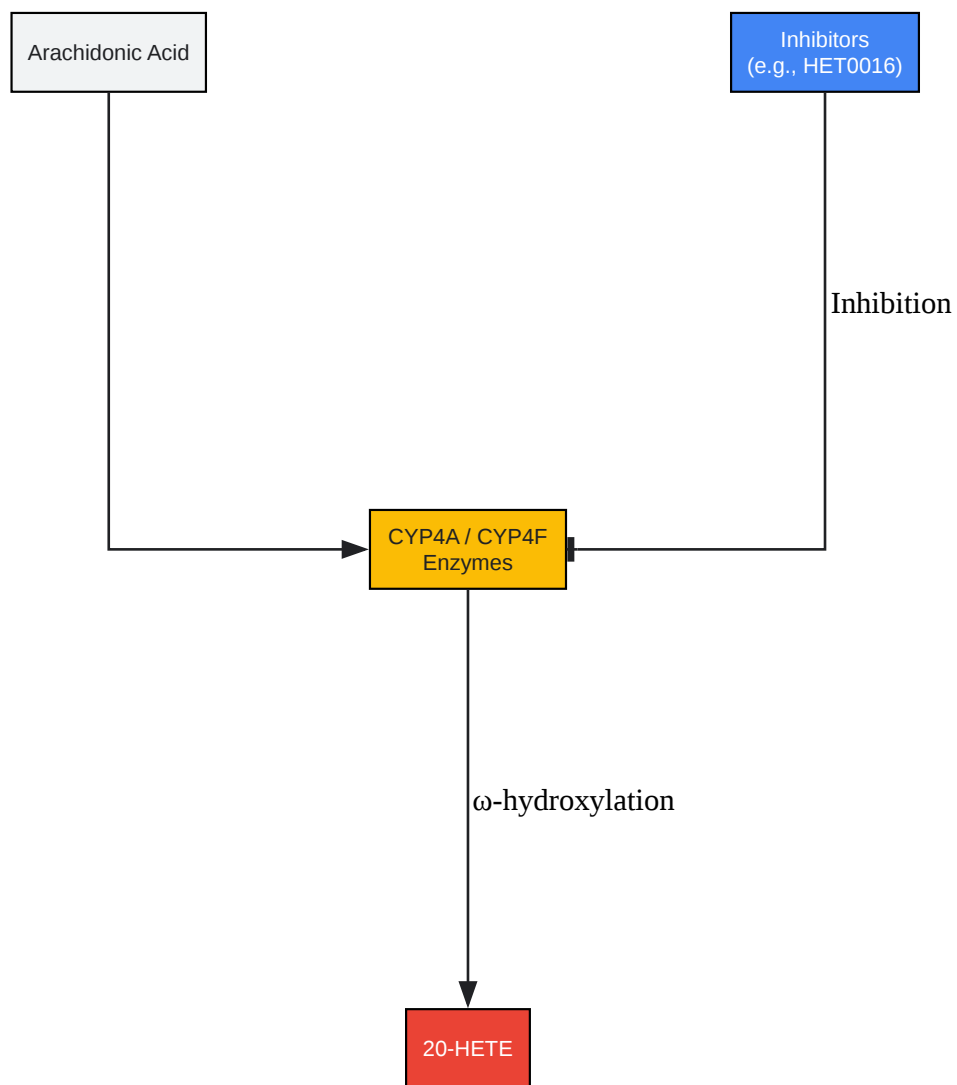 Arachidonic Acid
Inhibitors
(e.g., HET0016)
Inhibition
CYP4A / CYP4F
Enzymes
ω-hydroxylation
20-HETE